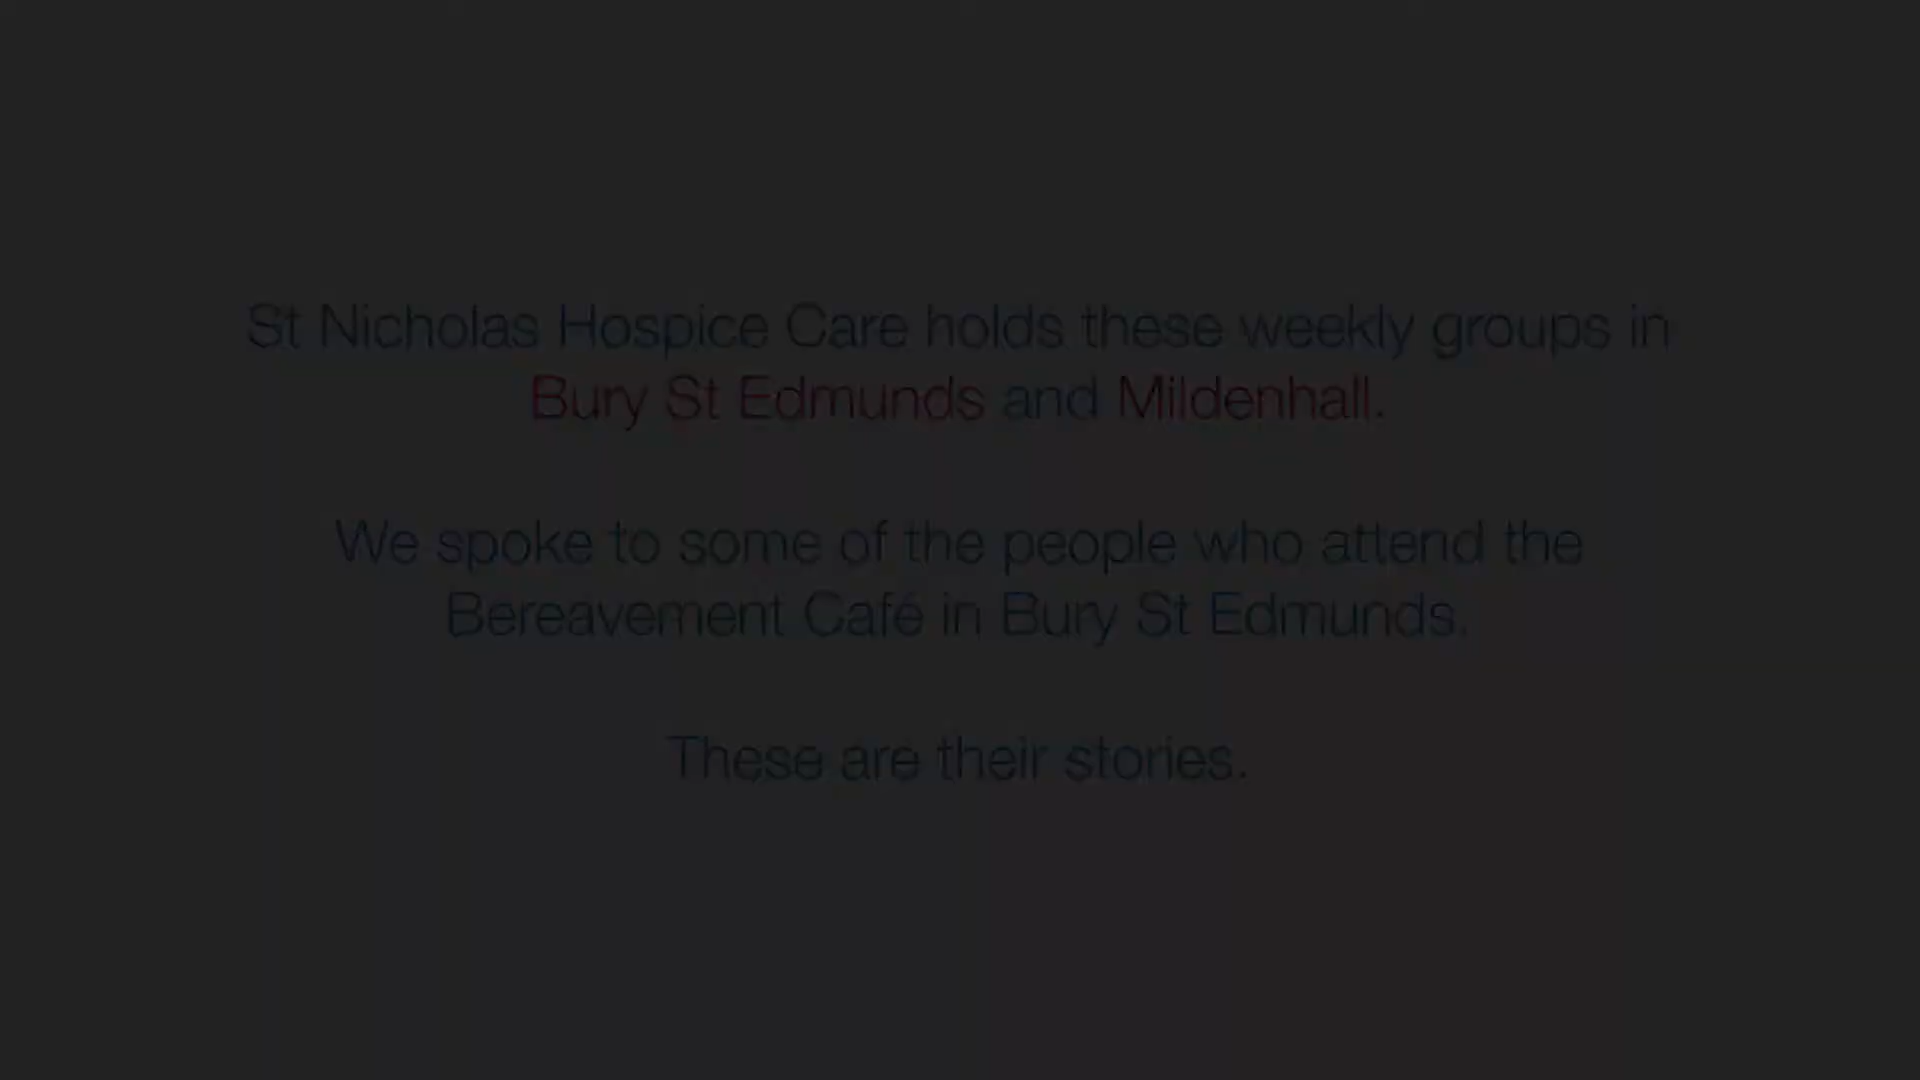 St Nicholas Hospice Care holds these weekly groups in
Bury St Edmunds and Mildenhall.
We spoke to some of the people who attend the
Bereavement Café in Bury St Edmunds.
These are their stories.